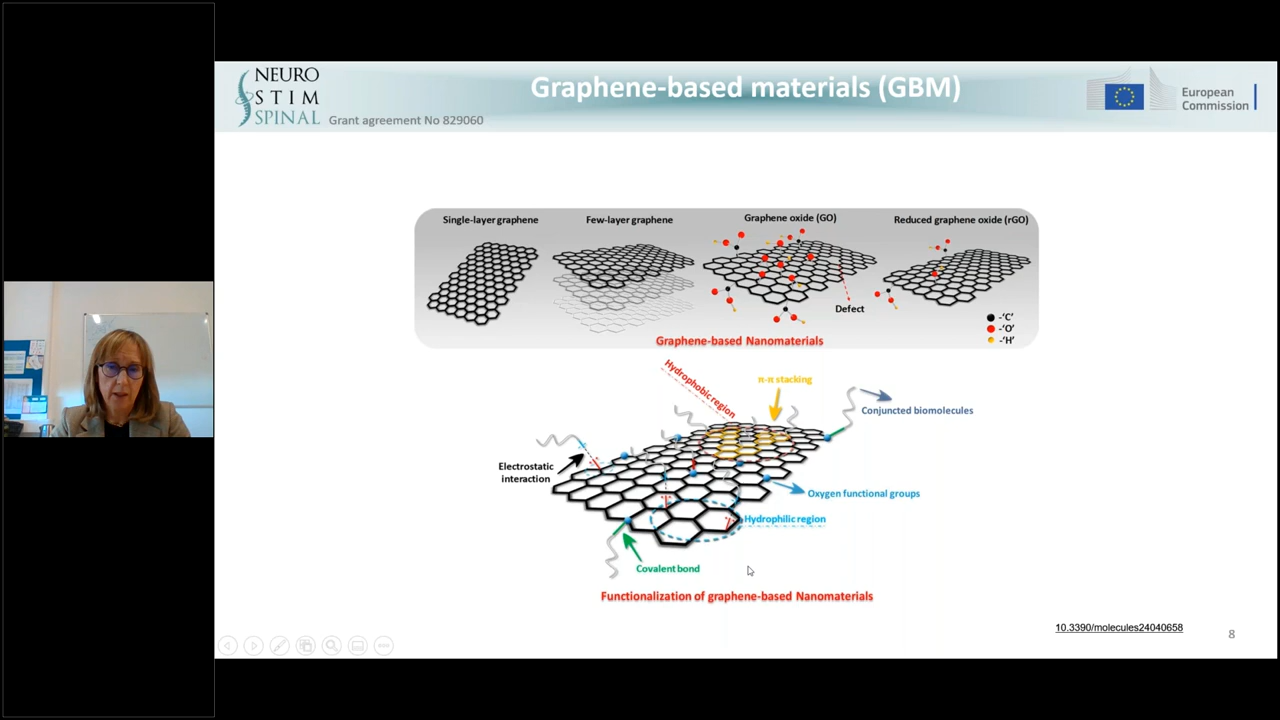 NEURO
STIM
SPINAL
Grant agreement No 829060
Graphene-based materials (GBM)
European
Commission
Single-layer graphene
Few-layer graphene
Graphene oxide (GO)
Reduced graphene oxide (rGO)
Defect
-'C'
-'O'
-'H'
Graphene-based Nanomaterials
Hydrophobic region
π-π stacking
Conjuncted biomolecules
Electrostatic
interaction
Oxygen functional groups
Hydrophilic region
Covalent bond
Functionalization of graphene-based Nanomaterials
10.3390/molecules24040658
8